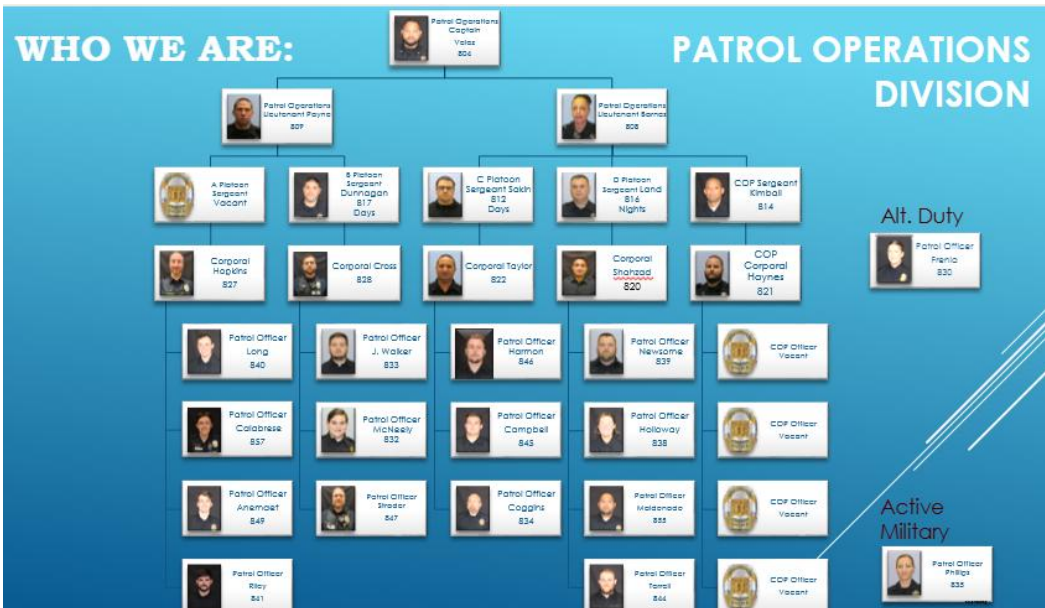 WHO WE ARE:
PATROL OPERATIONS
DIVISION
Patrol Operations
Captain
804
Patrol Operations
Lieutenant Payne
809
Patrol Operations
Lieutenant Barnes
808
A Platoon
Sergeant
Vacant
B Platoon
Sergeant
Dunnagan
817
Days
C Platoon
Sergeant Sakin
812
Days
D Platoon
Sergeant Land
816
Nights
COP Sergeant
Kimball
814
Corporal
Hopkins
827
Corporal Cross
828
Corporal Taylor
822
Corporal
Shahzad
820
COP
Corporal
Haynes
821
Alt. Duty
Patrol Officer
830
Patrol Officer
Long
840
Patrol Officer
J. Walker
833
Patrol Officer
Harmon
846
Patrol Officer
Newsome
839
COP Officer
Vacant
Patrol Officer
Calabrese
857
Patrol Officer
McNeely
832
Patrol Officer
Campbell
845
Patrol Officer
Holloway
838
COP Officer
Vacant
Patrol Officer
Anemaet
849
Patrol Officer
Strader
847
Patrol Officer
Coggins
834
Patrol Officer
Maldonado
COP Officer
Vacant
Patrol Officer
Riley
841
Patrol Officer
Terrell
COP Officer
Vacant
Active
Military
Patrol Officer
Phillips
835